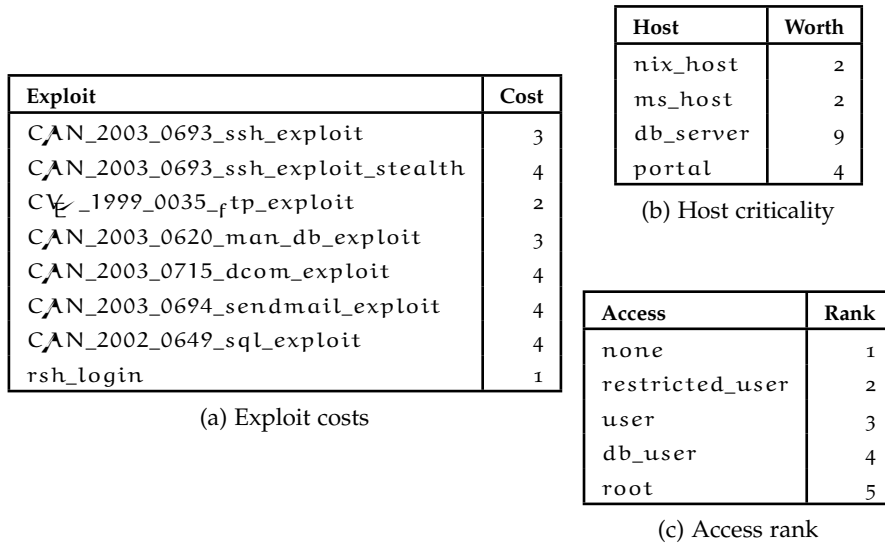 Exploit Cost
CAN_2003_0693_ssh_exploit 3
CAN_2003_0693_ssh_exploit_stealth 4
CVE_1999_0035_ftp_exploit 2
CAN_2003_0620_man_db_exploit 3
CAN_2003_0715_dcom_exploit 4
CAN_2003_0694_sendmail_exploit 4
CAN_2002_0649_sql_exploit 4
rsh_login 1
(a) Exploit costs
Host Worth
nix_host 2
ms_host 2
db_server 9
portal 4
(b) Host criticality
Access Rank
none 1
restricted_user 2
user 3
db_user 4
root 5
(c) Access rank